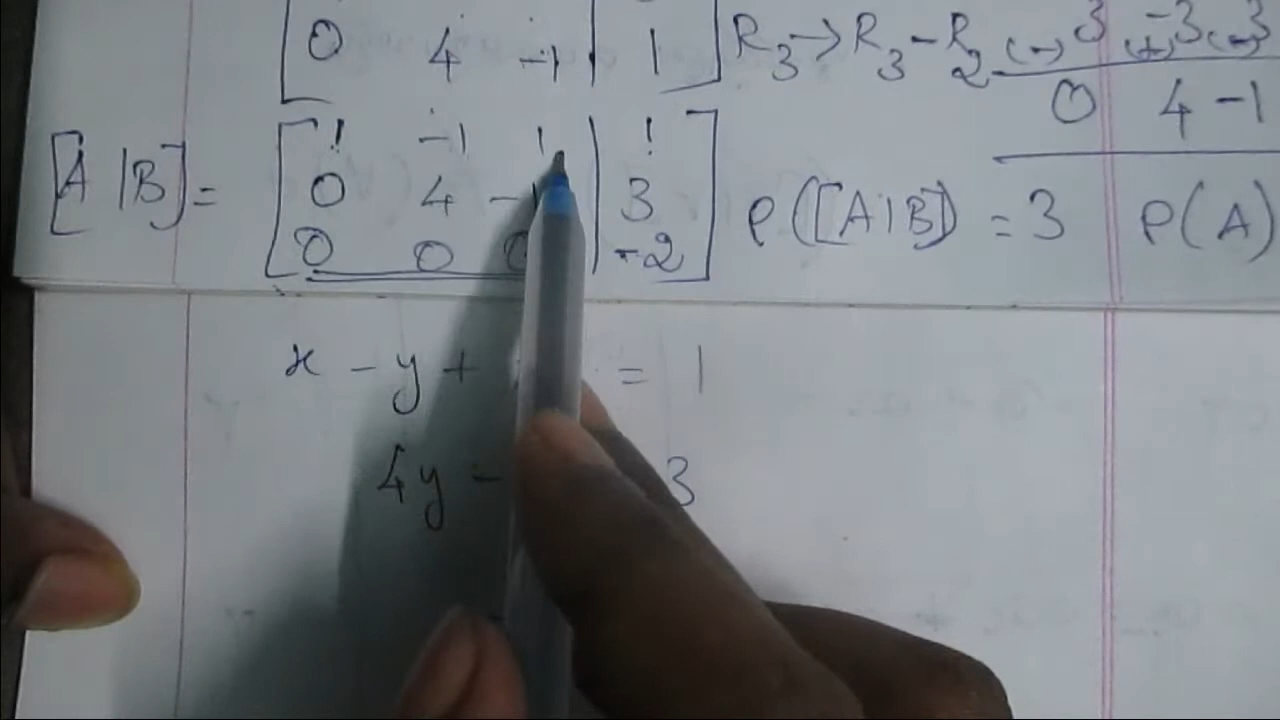 0 4 -1 | 1 R₃→R₃-R₂ (-)3 (+)-3 (-)3
0 4 -1
[A|B] = 1 -1 1 | 1
0 4 -1 | 3 ρ([A|B]) = 3 ρ(A)
0 0 0 | -2
x - y + = 1
4y - 3